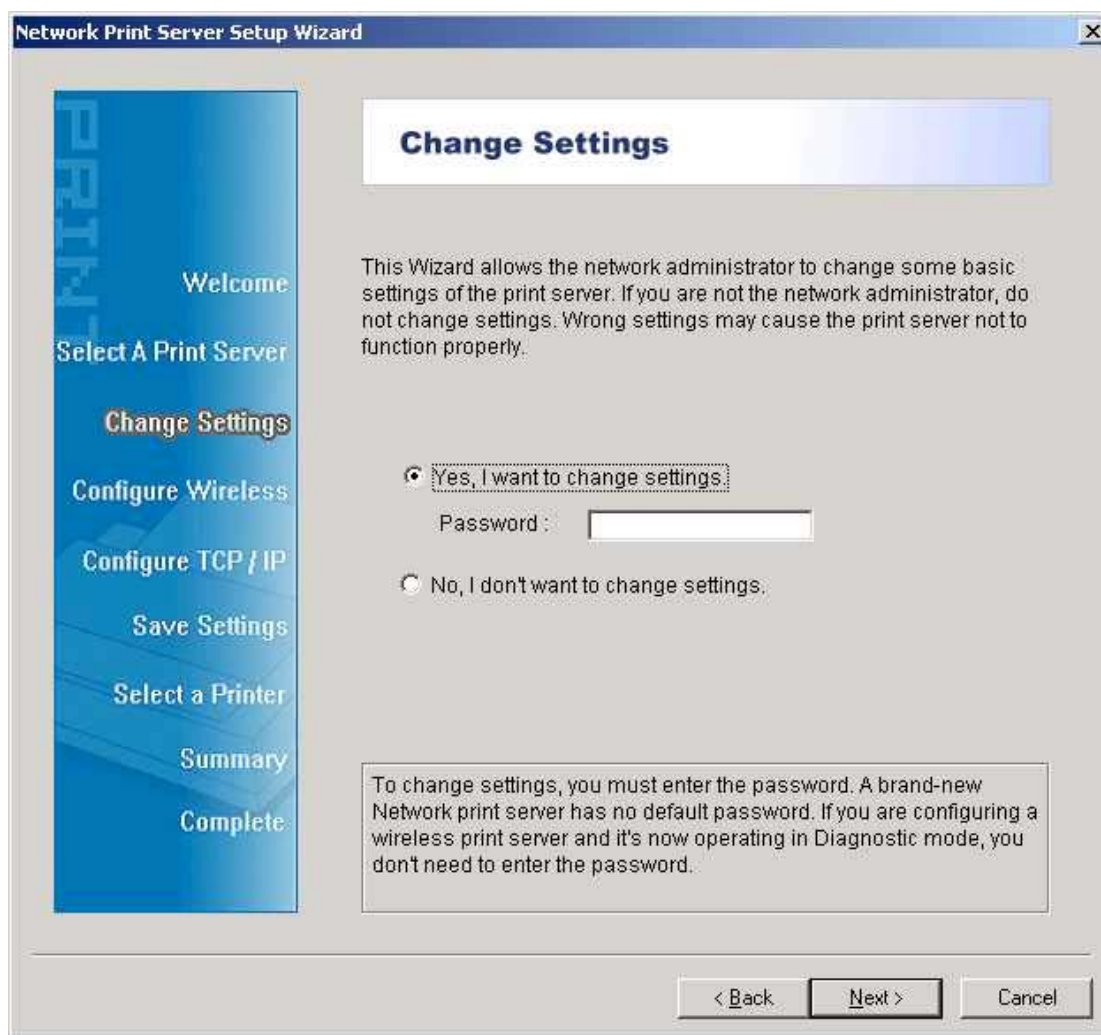 Network Print Server Setup Wizard
PRINT
Welcome
Select A Print Server
Change Settings
Configure Wireless
Configure TCP / IP
Save Settings
Select a Printer
Summary
Complete
Change Settings
This Wizard allows the network administrator to change some basic
settings of the print server. If you are not the network administrator, do
not change settings. Wrong settings may cause the print server not to
function properly.
Yes, I want to change settings.
Password :
No, I don't want to change settings.
To change settings, you must enter the password. A brand-new
Network print server has no default password. If you are configuring a
wireless print server and it's now operating in Diagnostic mode, you
don't need to enter the password.
< Back
Next >
Cancel